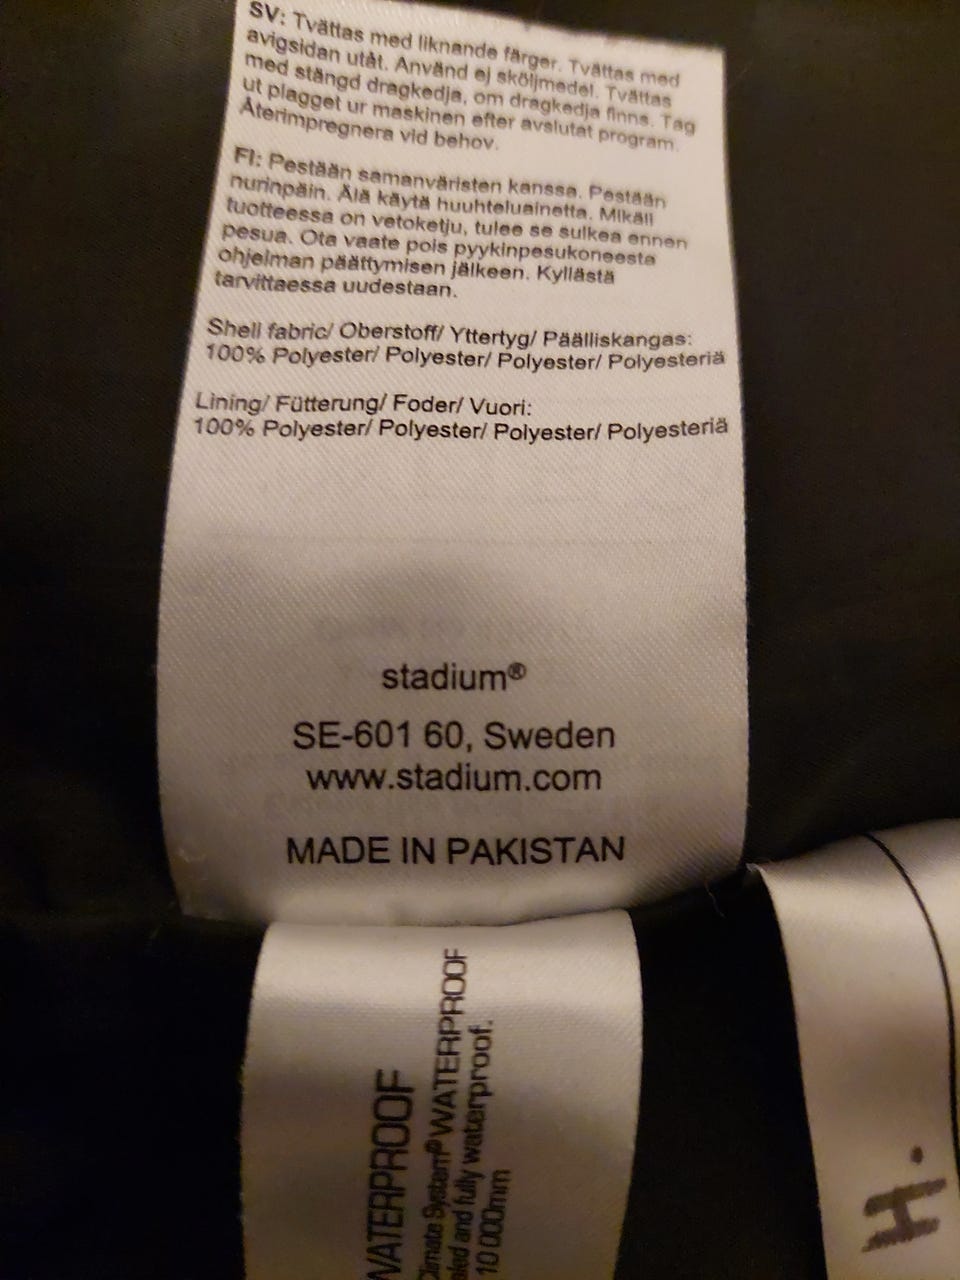 SV: Tvättas med liknande färger. Tvättas med
avigsidan utåt. Använd ej sköljmedel. Tvättas
med stängd dragkedja, om dragkedja finns. Tag
ut plagget ur maskinen efter avslutat program.
Återimpregnera vid behov.
FI: Pestään samanväristen kanssa. Pestään
nurinpäin. Älä käytä huuhteluainetta. Mikäli
tuotteessa on vetoketju, tulee se sulkea ennen
pesua. Ota vaate pois pyykinpesukoneesta
ohjelman päättymisen jälkeen. Kyllästä
tarvittaessa uudestaan.
Shell fabric/ Oberstoff/ Yttertyg/ Päälliskangas:
100% Polyester/ Polyester/ Polyester/ Polyesteriä
Lining/ Fütterung/ Foder/ Vuori:
100% Polyester/ Polyester/ Polyester/ Polyesteriä
stadium®
SE-601 60, Sweden
www.stadium.com
MADE IN PAKISTAN
WATERPROOF
System® WATERPROOF
and fully waterproof.
10 000mm
H.